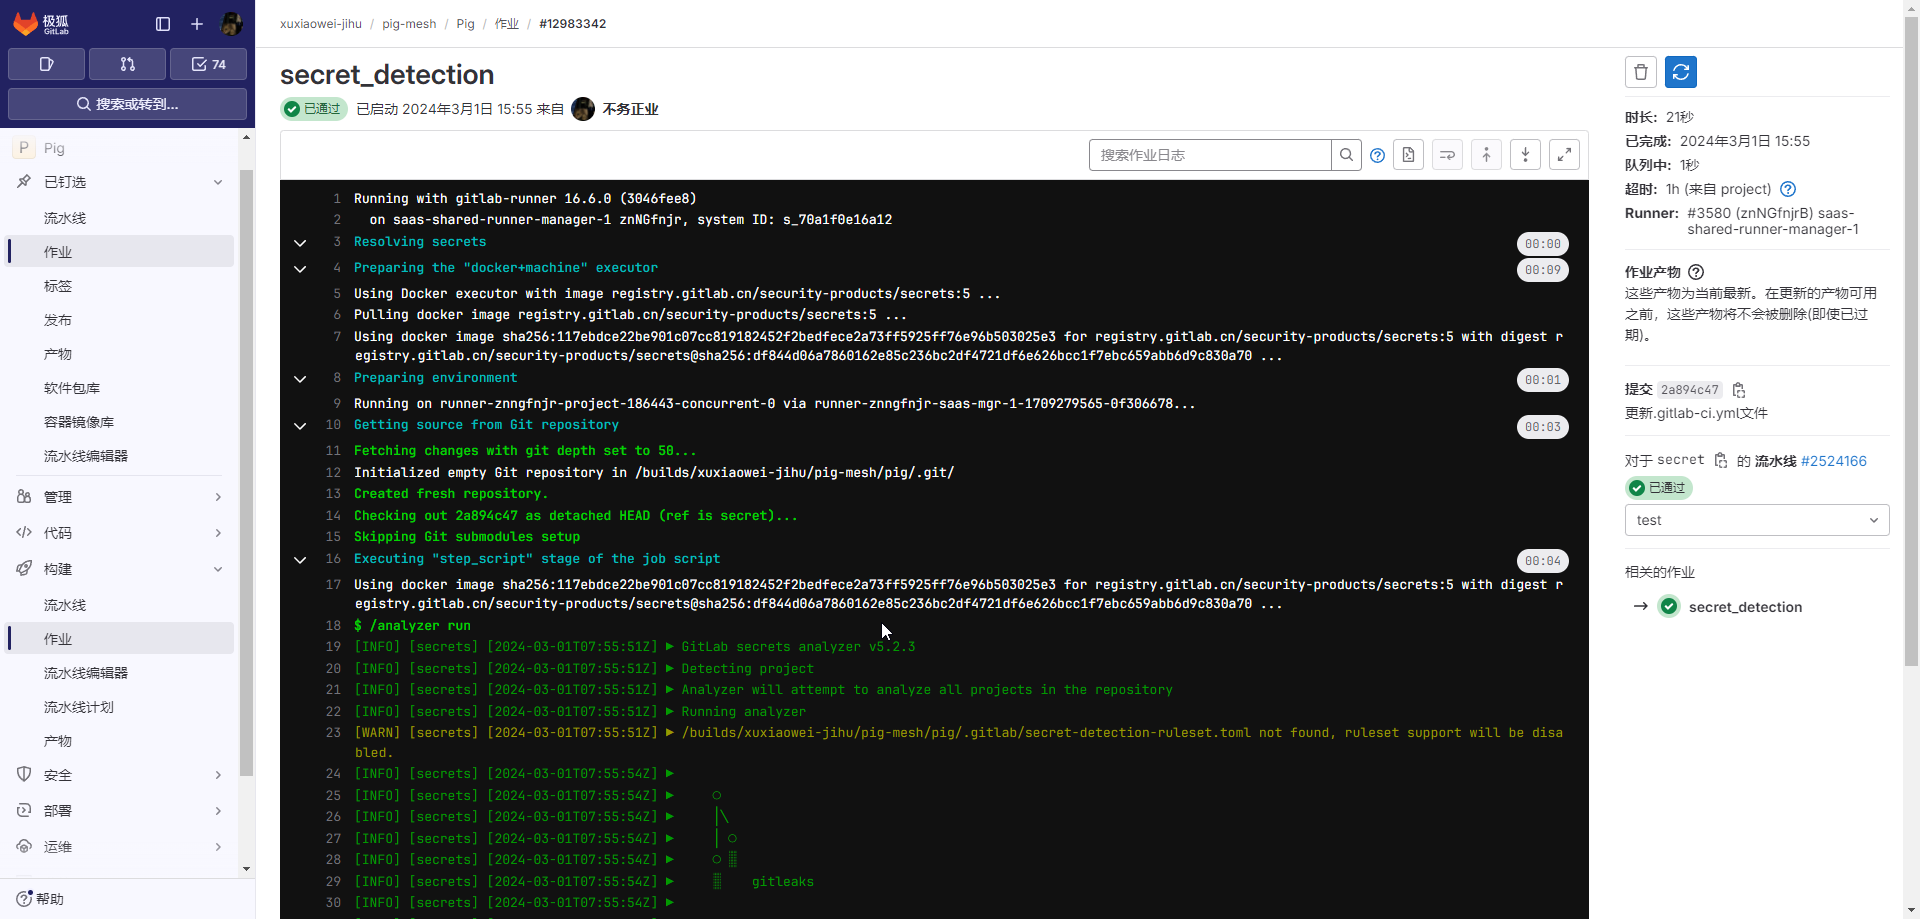 极狐
GitLab
74
搜索或转到...
P Pig
已钉选
流水线
作业
标签
发布
产物
软件包库
容器镜像库
流水线编辑器
管理
代码
构建
流水线
作业
流水线编辑器
流水线计划
产物
安全
部署
运维
帮助
xuxiaowei-jihu / pig-mesh / Pig / 作业 / #12983342
secret_detection
已通过 已启动 2024年3月1日 15:55 来自 不务正业
搜索作业日志
1 Running with gitlab-runner 16.6.0 (3046fee8)
2 on saas-shared-runner-manager-1 znNGfnjr, system ID: s_70a1f0e16a12
3 Resolving secrets 00:00
4 Preparing the "docker+machine" executor 00:09
5 Using Docker executor with image registry.gitlab.cn/security-products/secrets:5 ...
6 Pulling docker image registry.gitlab.cn/security-products/secrets:5 ...
7 Using docker image sha256:117ebdce22be901c07cc819182452f2bedfece2a73ff5925ff76e96b503025e3 for registry.gitlab.cn/security-products/secrets:5 with digest r
egistry.gitlab.cn/security-products/secrets@sha256:df844d06a7860162e85c236bc2df4721df6e626bcc1f7ebc659abb6d9c830a70 ...
8 Preparing environment 00:01
9 Running on runner-znngfnjr-project-186443-concurrent-0 via runner-znngfnjr-saas-mgr-1-1709279565-0f306678...
10 Getting source from Git repository 00:03
11 Fetching changes with git depth set to 50...
12 Initialized empty Git repository in /builds/xuxiaowei-jihu/pig-mesh/pig/.git/
13 Created fresh repository.
14 Checking out 2a894c47 as detached HEAD (ref is secret)...
15 Skipping Git submodules setup
16 Executing "step_script" stage of the job script 00:04
17 Using docker image sha256:117ebdce22be901c07cc819182452f2bedfece2a73ff5925ff76e96b503025e3 for registry.gitlab.cn/security-products/secrets:5 with digest r
egistry.gitlab.cn/security-products/secrets@sha256:df844d06a7860162e85c236bc2df4721df6e626bcc1f7ebc659abb6d9c830a70 ...
18 $ /analyzer run
19 [INFO] [secrets] [2024-03-01T07:55:51Z] ▶ GitLab secrets analyzer v5.2.3
20 [INFO] [secrets] [2024-03-01T07:55:51Z] ▶ Detecting project
21 [INFO] [secrets] [2024-03-01T07:55:51Z] ▶ Analyzer will attempt to analyze all projects in the repository
22 [INFO] [secrets] [2024-03-01T07:55:51Z] ▶ Running analyzer
23 [WARN] [secrets] [2024-03-01T07:55:51Z] ▶ /builds/xuxiaowei-jihu/pig-mesh/pig/.gitlab/secret-detection-ruleset.toml not found, ruleset support will be disa
bled.
24 [INFO] [secrets] [2024-03-01T07:55:54Z] ▶
25 [INFO] [secrets] [2024-03-01T07:55:54Z] ▶ ○
26 [INFO] [secrets] [2024-03-01T07:55:54Z] ▶ │╲
27 [INFO] [secrets] [2024-03-01T07:55:54Z] ▶ │ ○
28 [INFO] [secrets] [2024-03-01T07:55:54Z] ▶ ○ ░
29 [INFO] [secrets] [2024-03-01T07:55:54Z] ▶ ░ gitleaks
30 [INFO] [secrets] [2024-03-01T07:55:54Z] ▶
时长: 21秒
已完成: 2024年3月1日 15:55
队列中: 1秒
超时: 1h (来自 project)
Runner: #3580 (znNGfnjrB) saas-
shared-runner-manager-1
作业产物
这些产物为当前最新。在更新的产物可用
之前，这些产物将不会被删除(即使已过
期)。
提交 2a894c47
更新.gitlab-ci.yml文件
对于 secret 的 流水线 #2524166
已通过
test
相关的作业
→ secret_detection